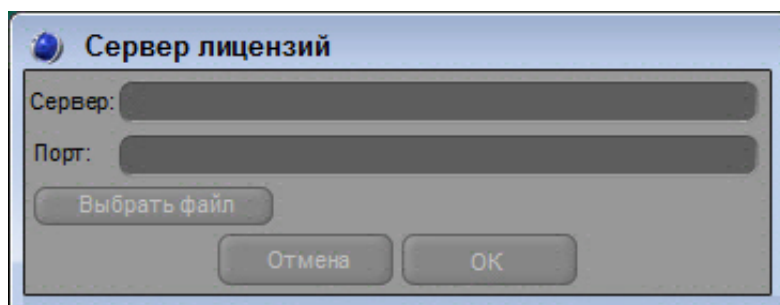 Сервер лицензий
Сервер:
Порт:
Выбрать файл
Отмена OK